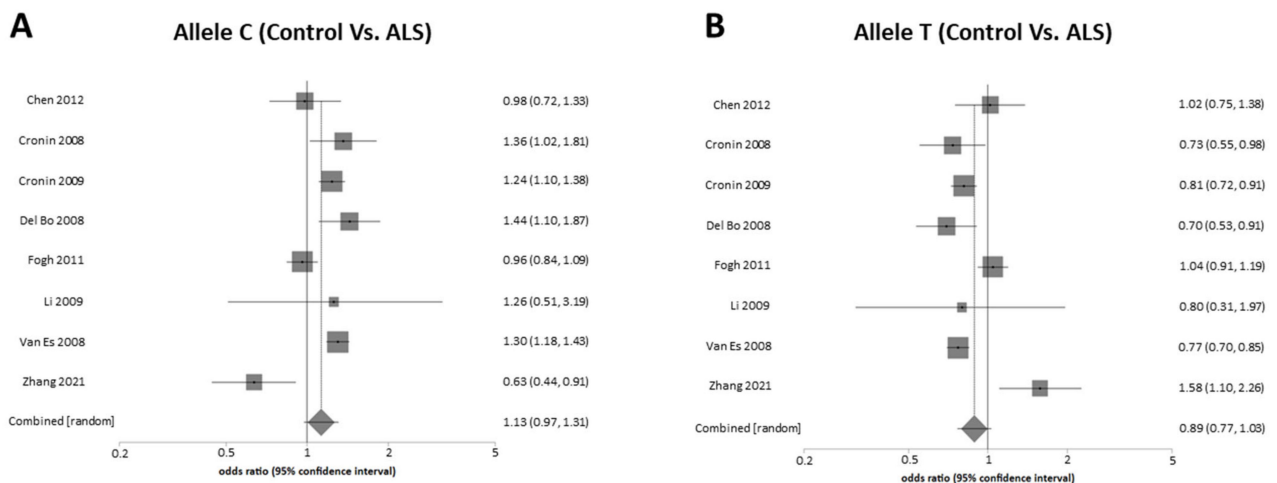 A
Allele C (Control Vs. ALS)
Chen 2012 0.98 (0.72, 1.33)
Cronin 2008 1.36 (1.02, 1.81)
Cronin 2009 1.24 (1.10, 1.38)
Del Bo 2008 1.44 (1.10, 1.87)
Fogh 2011 0.96 (0.84, 1.09)
Li 2009 1.26 (0.51, 3.19)
Van Es 2008 1.30 (1.18, 1.43)
Zhang 2021 0.63 (0.44, 0.91)
Combined [random] 1.13 (0.97, 1.31)
0.2 0.5 1 2 5
odds ratio (95% confidence interval)
B
Allele T (Control Vs. ALS)
Chen 2012 1.02 (0.75, 1.38)
Cronin 2008 0.73 (0.55, 0.98)
Cronin 2009 0.81 (0.72, 0.91)
Del Bo 2008 0.70 (0.53, 0.91)
Fogh 2011 1.04 (0.91, 1.19)
Li 2009 0.80 (0.31, 1.97)
Van Es 2008 0.77 (0.70, 0.85)
Zhang 2021 1.58 (1.10, 2.26)
Combined [random] 0.89 (0.77, 1.03)
0.2 0.5 1 2 5
odds ratio (95% confidence interval)